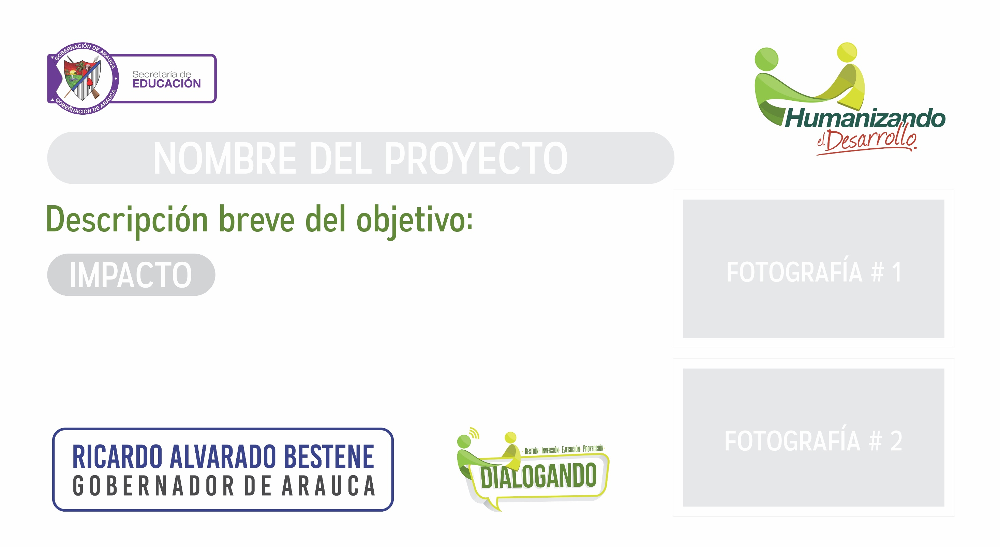 GOBERNACIÓN DE ARAUCA
GOBERNACIÓN DE ARAUCA
Secretaría de
EDUCACIÓN
Humanizando
el Desarrollo
NOMBRE DEL PROYECTO
Descripción breve del objetivo:
IMPACTO
FOTOGRAFÍA # 1
FOTOGRAFÍA # 2
RICARDO ALVARADO BESTENE
GOBERNADOR DE ARAUCA
· GESTIÓN · INVERSIÓN · EJECUCIÓN · PROYECCIÓN ·
DIALOGANDO